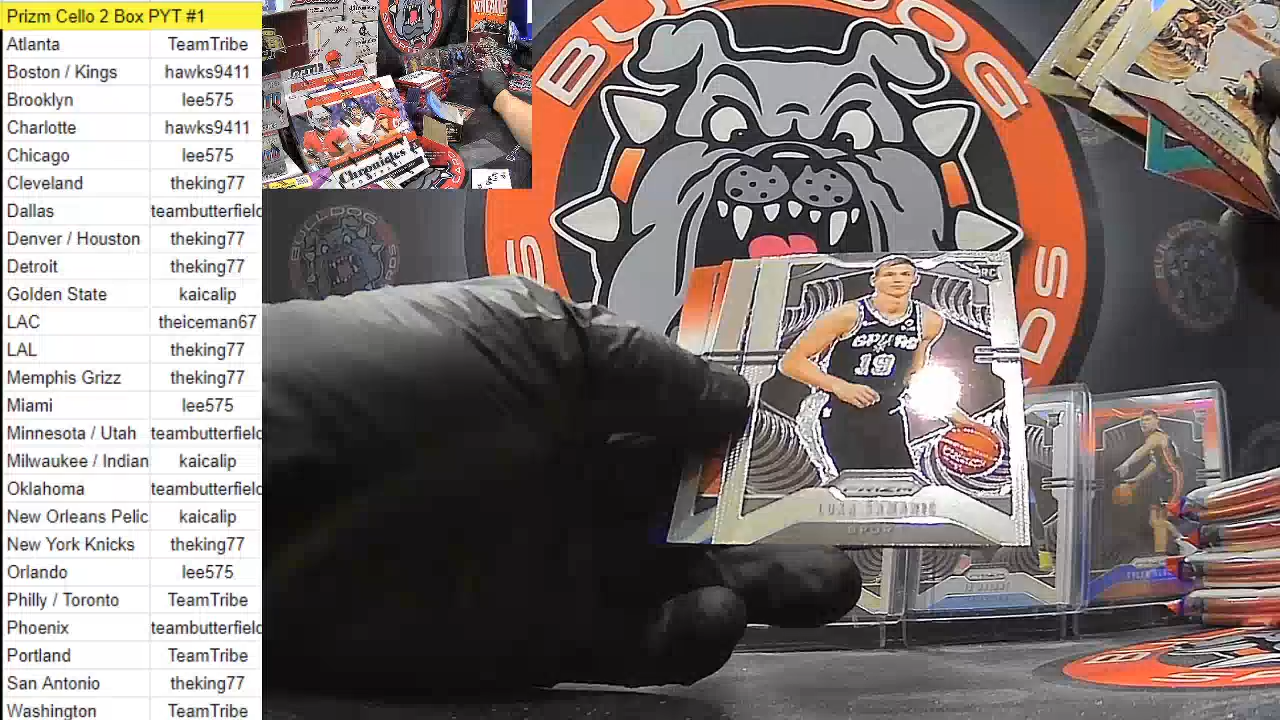 Prizm Cello 2 Box PYT #1
Atlanta TeamTribe
Boston / Kings hawks9411
Brooklyn lee575
Charlotte hawks9411
Chicago lee575
Cleveland theking77
Dallas teambutterfield
Denver / Houston theking77
Detroit theking77
Golden State kaicalip
LAC theiceman67
LAL theking77
Memphis Grizz theking77
Miami lee575
Minnesota / Utah teambutterfield
Milwaukee / Indian kaicalip
Oklahoma teambutterfield
New Orleans Pelic kaicalip
New York Knicks theking77
Orlando lee575
Philly / Toronto TeamTribe
Phoenix teambutterfield
Portland TeamTribe
San Antonio theking77
Washington TeamTribe
Chronicles
BULLDOG
RC
SPURS
19
LUKA SAMANIC